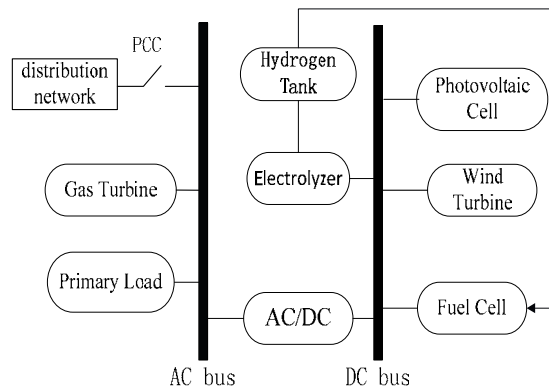 PCC
distribution
network
Hydrogen
Tank
Photovoltaic
Cell
Gas Turbine
Electrolyzer
Wind
Turbine
Primary Load
AC/DC
Fuel Cell
AC bus
DC bus